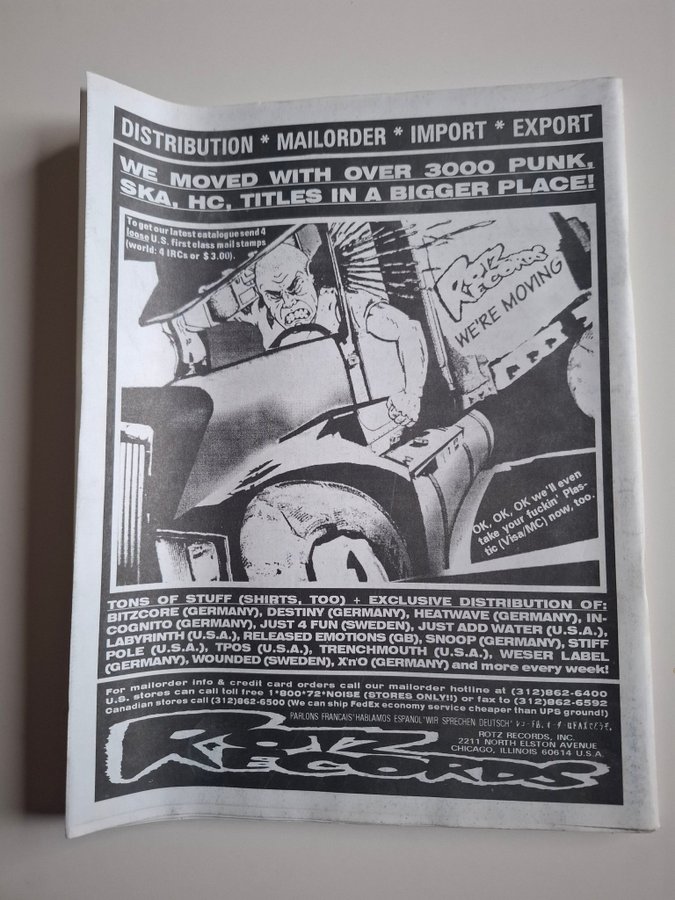 DISTRIBUTION * MAILORDER * IMPORT * EXPORT
WE MOVED WITH OVER 3000 PUNK,
SKA, HC, TITLES IN A BIGGER PLACE!
To get our latest catalogue send 4
loose U.S. first class mail stamps
(world: 4 IRCs or $ 3.00).
ROTZ
RECORDS
WE'RE MOVING
OK, OK, OK we'll even
take your fuckin' Plas-
tic (Visa/MC) now, too.
TONS OF STUFF (SHIRTS, TOO) + EXCLUSIVE DISTRIBUTION OF:
BITZCORE (GERMANY), DESTINY (GERMANY), HEATWAVE (GERMANY), IN-
COGNITO (GERMANY), JUST 4 FUN (SWEDEN), JUST ADD WATER (U.S.A.),
LABYRINTH (U.S.A.), RELEASED EMOTIONS (GB), SNOOP (GERMANY), STIFF
POLE (U.S.A.), TPOS (U.S.A.), TRENCHMOUTH (U.S.A.), WESER LABEL
(GERMANY), WOUNDED (SWEDEN), X'n'O (GERMANY) and more every week!
For mailorder info & credit card orders call our mailorder hotline at (312)862-6400
U.S. stores can call toll free 1*800*72*NOISE (STORES ONLY!!) or fax to (312)862-6592
Canadian stores call (312)862-6500 (We can ship FedEx economy service cheaper than UPS ground!)
PARLONS FRANCAIS'HABLAMOS ESPANOL'WIR SPRECHEN DEUTSCH'
ROTZ RECORDS, INC.
2211 NORTH ELSTON AVENUE
CHICAGO, ILLINOIS 60614 U.S.A.
ROTZ
RECORDS